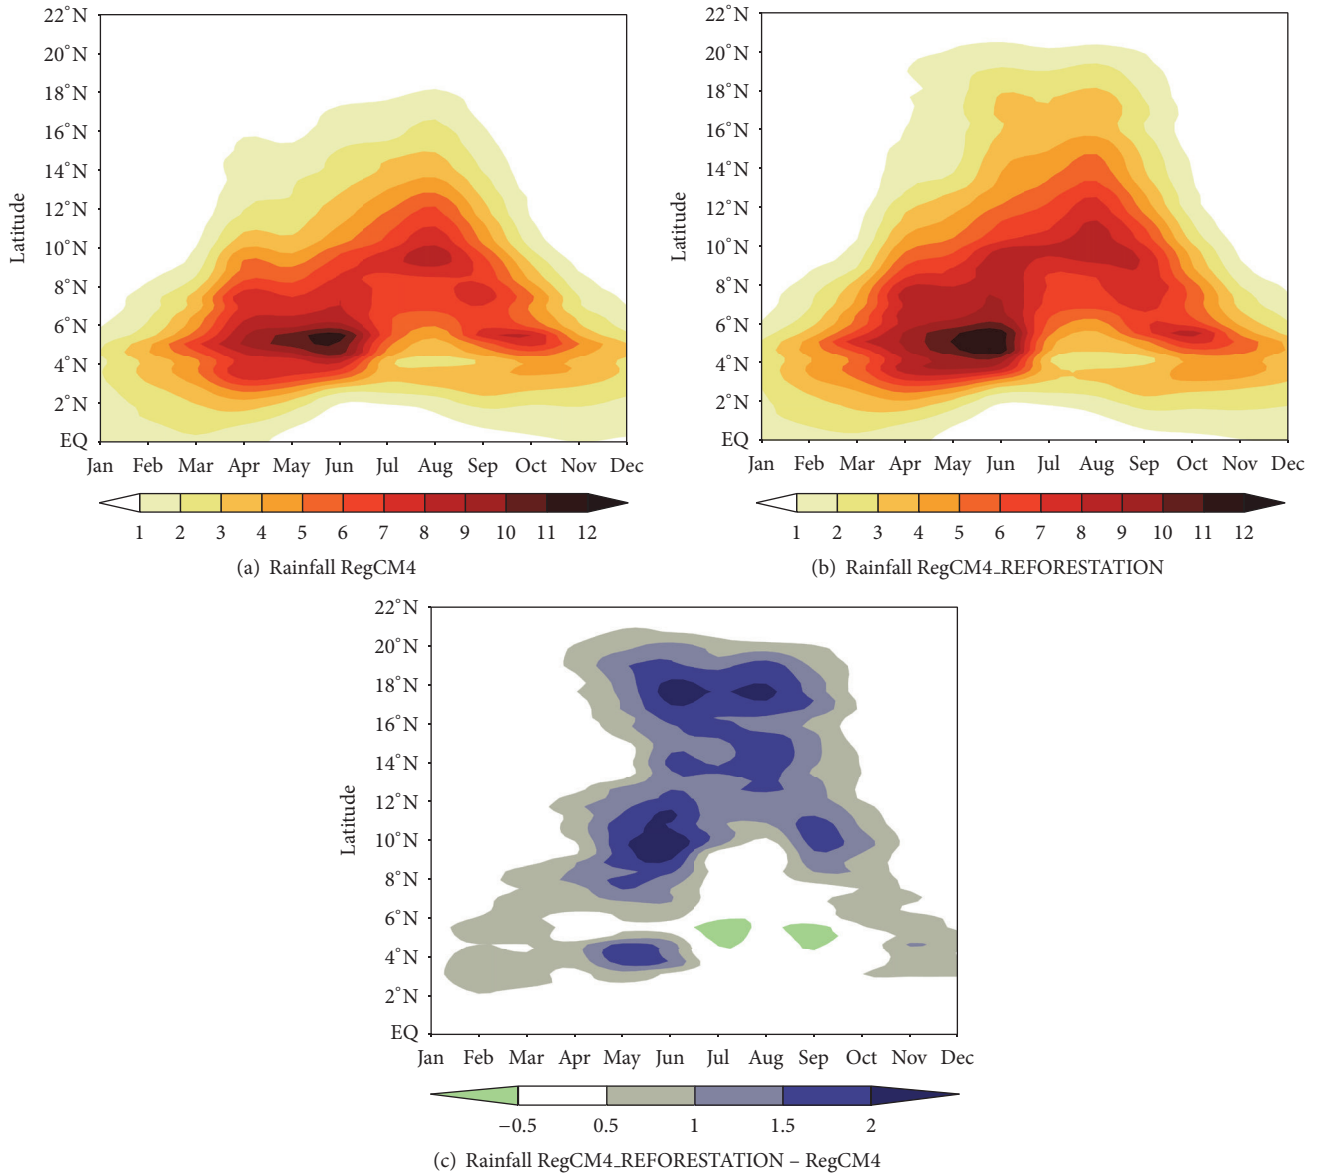 22°N
20°N
18°N
16°N
14°N
12°N
10°N
8°N
6°N
4°N
2°N
EQ
Latitude
Jan Feb Mar Apr May Jun Jul Aug Sep Oct Nov Dec
1 2 3 4 5 6 7 8 9 10 11 12
(a) Rainfall RegCM4
22°N
20°N
18°N
16°N
14°N
12°N
10°N
8°N
6°N
4°N
2°N
EQ
Latitude
Jan Feb Mar Apr May Jun Jul Aug Sep Oct Nov Dec
1 2 3 4 5 6 7 8 9 10 11 12
(b) Rainfall RegCM4_REFORESTATION
22°N
20°N
18°N
16°N
14°N
12°N
10°N
8°N
6°N
4°N
2°N
EQ
Latitude
Jan Feb Mar Apr May Jun Jul Aug Sep Oct Nov Dec
−0.5 0.5 1 1.5 2
(c) Rainfall RegCM4_REFORESTATION – RegCM4